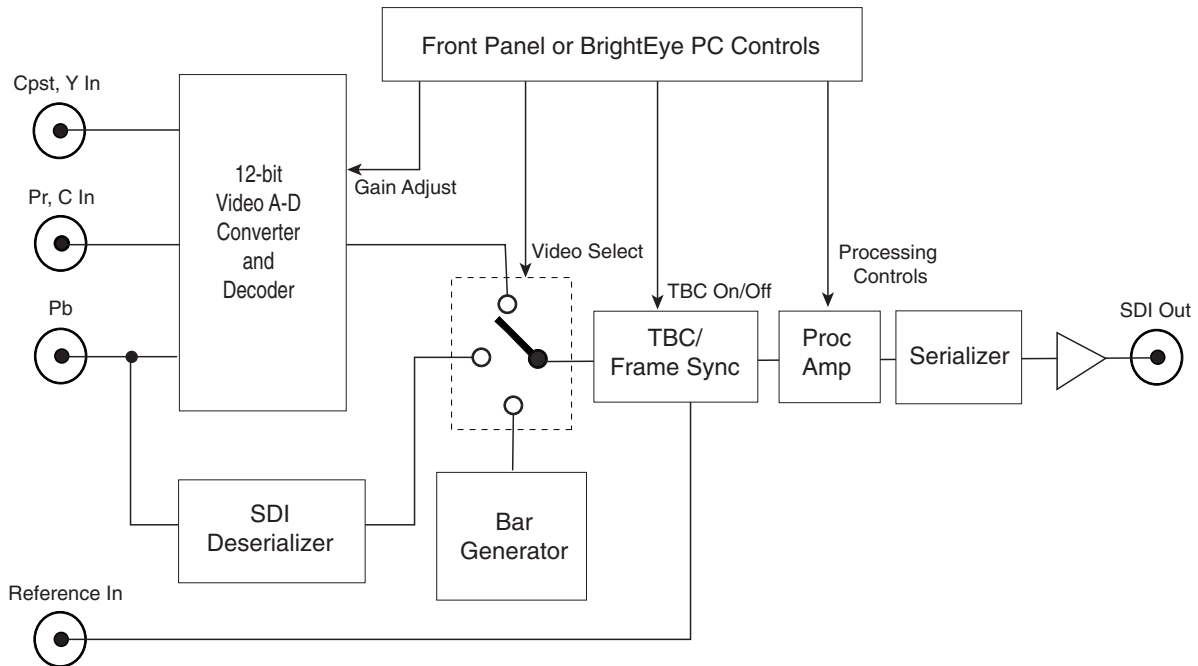 Front Panel or BrightEye PC Controls
Cpst, Y In
12-bit
Video A-D
Converter
and
Decoder
Gain Adjust
Pr, C In
Video Select
Processing
Controls
Pb
TBC On/Off
SDI Out
TBC/
Frame Sync
Proc
Amp
Serializer
SDI
Deserializer
Bar
Generator
Reference In